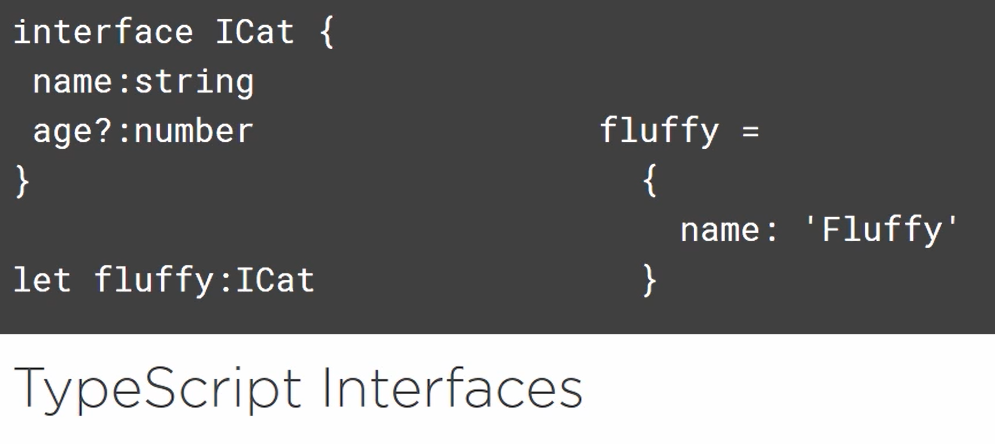 interface ICat {
name:string
age?:number
}
let fluffy:ICat
fluffy =
{
name: 'Fluffy'
}
TypeScript Interfaces